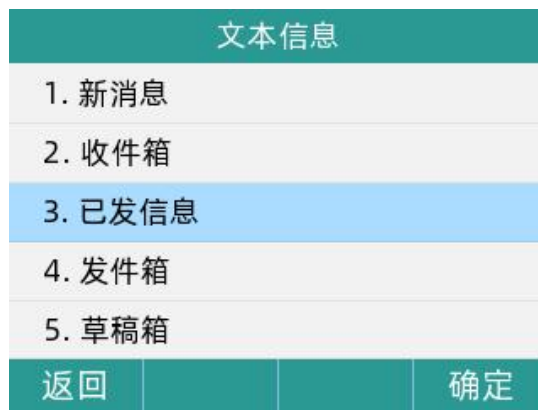 文本信息
1. 新消息
2. 收件箱
3. 已发信息
4. 发件箱
5. 草稿箱
返回 确定